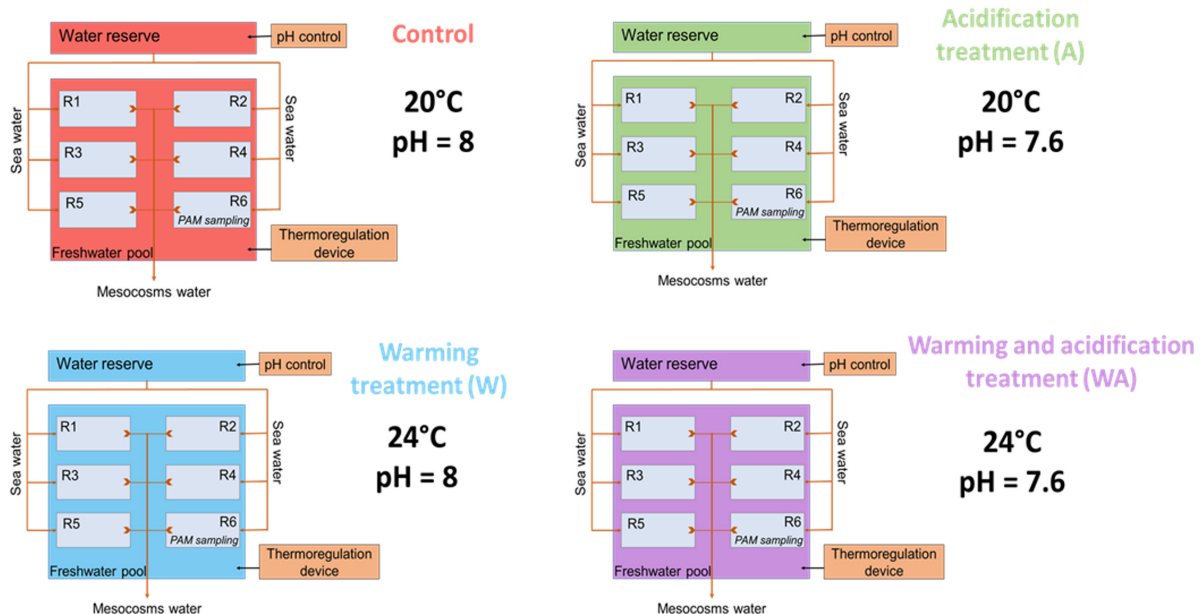 Water reserve
pH control
Control
20°C
pH = 8
Sea water
R1
R2
Sea water
R3
R4
R5
R6
PAM sampling
Freshwater pool
Thermoregulation
device
Mesocosms water
Water reserve
pH control
Acidification
treatment (A)
20°C
pH = 7.6
Sea water
R1
R2
Sea water
R3
R4
R5
R6
PAM sampling
Freshwater pool
Thermoregulation
device
Mesocosms water
Water reserve
pH control
Warming
treatment (W)
24°C
pH = 8
Sea water
R1
R2
Sea water
R3
R4
R5
R6
PAM sampling
Freshwater pool
Thermoregulation
device
Mesocosms water
Water reserve
pH control
Warming and acidification
treatment (WA)
24°C
pH = 7.6
Sea water
R1
R2
Sea water
R3
R4
R5
R6
PAM sampling
Freshwater pool
Thermoregulation
device
Mesocosms water